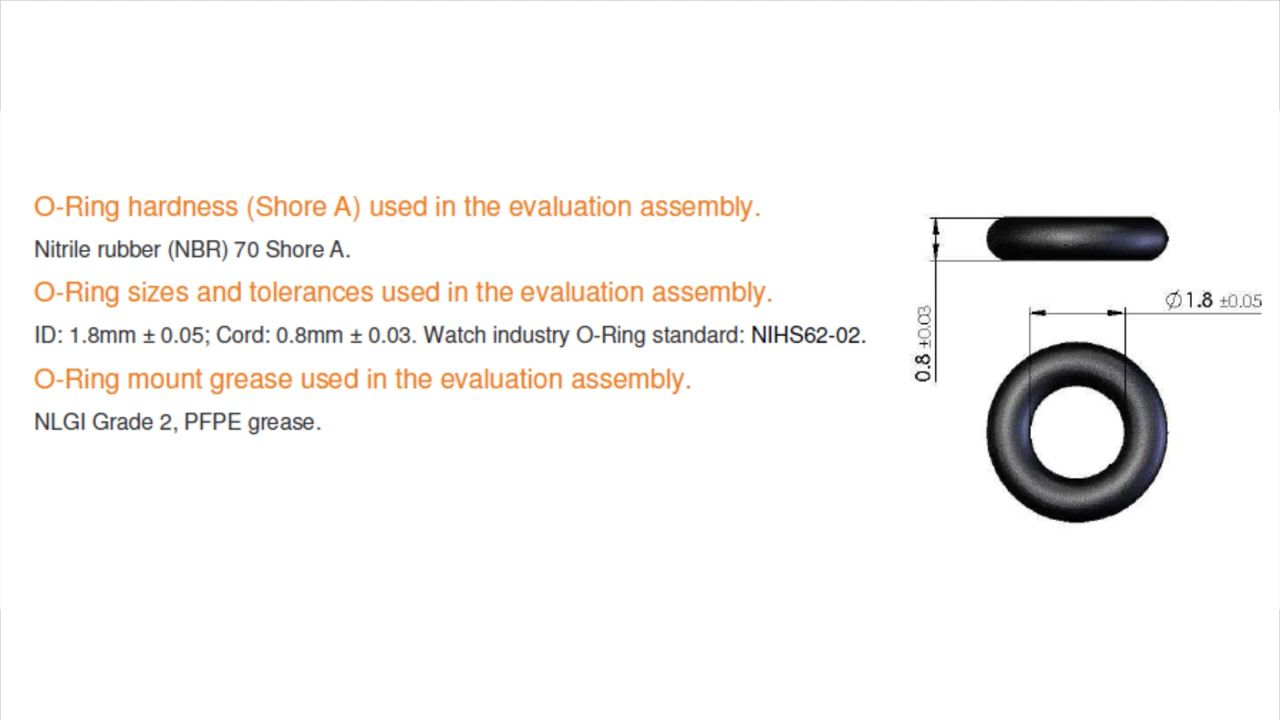 O-Ring hardness (Shore A) used in the evaluation assembly.
Nitrile rubber (NBR) 70 Shore A.
O-Ring sizes and tolerances used in the evaluation assembly.
ID: 1.8mm ± 0.05; Cord: 0.8mm ± 0.03. Watch industry O-Ring standard: NIHS62-02.
O-Ring mount grease used in the evaluation assembly.
NLGI Grade 2, PFPE grease.
0.8 ±0.03
∅1.8 ±0.05